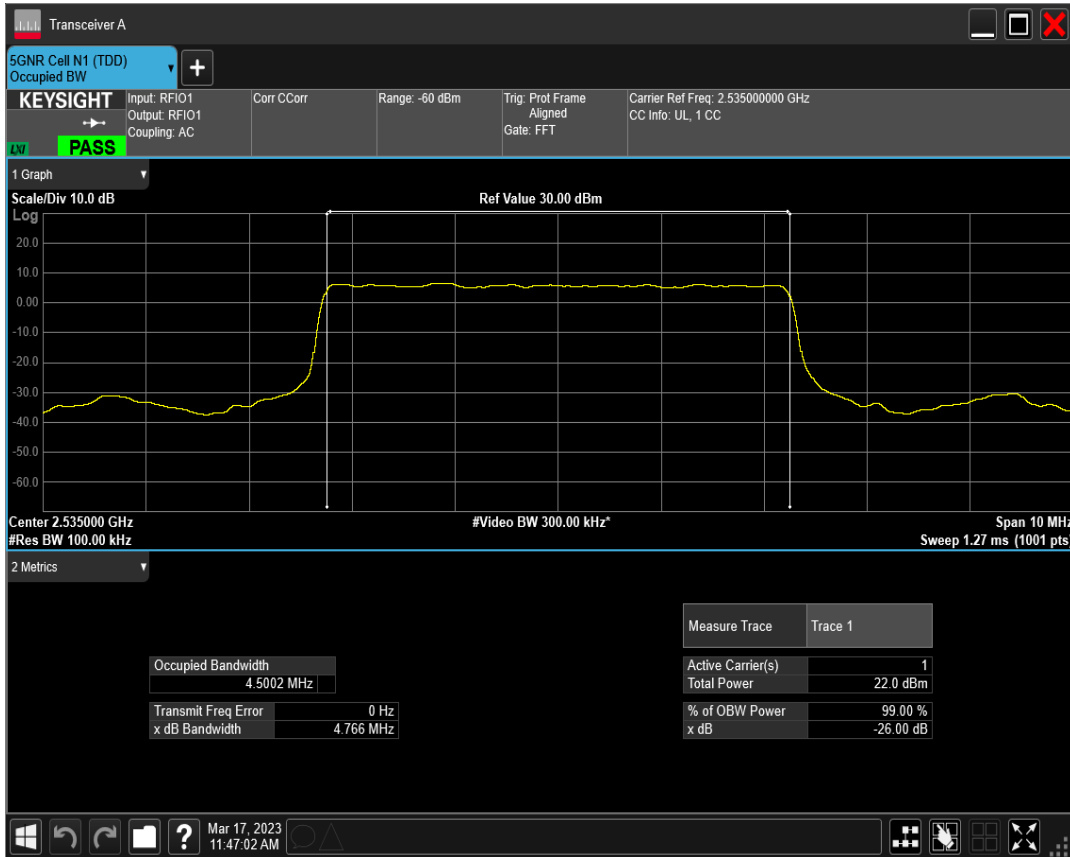 Transceiver A
5GNR Cell N1 (TDD)
Occupied BW
+
KEYSIGHT
LXI
PASS
Input: RFIO1
Output: RFIO1
Coupling: AC
Corr CCorr
Range: -60 dBm
Trig: Prot Frame
Aligned
Gate: FFT
Carrier Ref Freq: 2.535000000 GHz
CC Info: UL, 1 CC
1 Graph
Scale/Div 10.0 dB
Ref Value 30.00 dBm
Log
20.0
10.0
0.00
-10.0
-20.0
-30.0
-40.0
-50.0
-60.0
Center 2.535000 GHz
#Video BW 300.00 kHz*
Span 10 MHz
#Res BW 100.00 kHz
Sweep 1.27 ms (1001 pts)
2 Metrics
Measure Trace Trace 1
Occupied Bandwidth
4.5002 MHz
Active Carrier(s) 1
Total Power 22.0 dBm
Transmit Freq Error 0 Hz
x dB Bandwidth 4.766 MHz
% of OBW Power 99.00 %
x dB -26.00 dB
?
Mar 17, 2023
11:47:02 AM